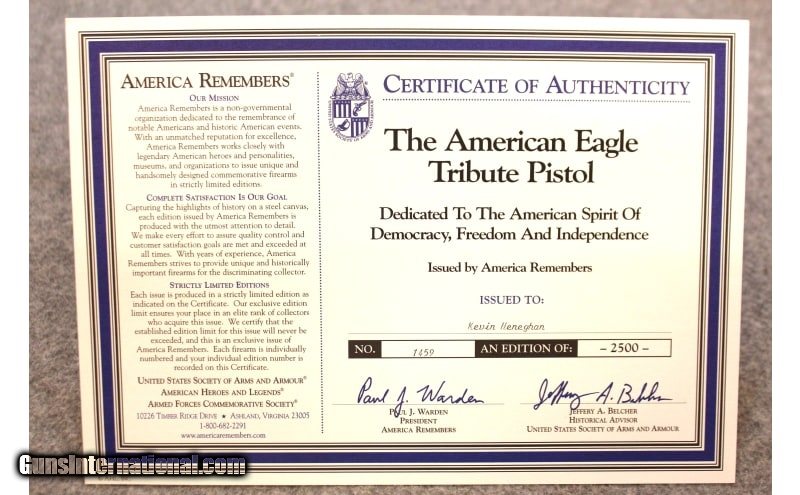 AMERICA REMEMBERS®
OUR MISSION
America Remembers is a non-governmental
organization dedicated to the remembrance of
notable Americans and historic American events.
With an unmatched reputation for excellence,
America Remembers works closely with
legendary American heroes and personalities,
museums, and organizations to issue unique and
handsomely designed commemorative firearms
in strictly limited editions.
COMPLETE SATISFACTION IS OUR GOAL
Capturing the highlights of history on a steel canvas,
each edition issued by America Remembers is
produced with the utmost attention to detail.
We make every effort to assure quality control and
customer satisfaction goals are met and exceeded at
all times. With years of experience, America
Remembers strives to provide unique and historically
important firearms for the discriminating collector.
STRICTLY LIMITED EDITIONS
Each issue is produced in a strictly limited edition as
indicated on the Certificate. Our exclusive edition
limit ensures your place in an elite rank of collectors
who acquire this issue. We certify that the
established edition limit for this issue will never be
exceeded, and this is an exclusive issue of
America Remembers. Each firearm is individually
numbered and your individual edition number is
recorded on this Certificate.
UNITED STATES SOCIETY OF ARMS AND ARMOUR®
AMERICAN HEROES AND LEGENDS®
ARMED FORCES COMMEMORATIVE SOCIETY®
10226 TIMBER RIDGE DRIVE ★ ASHLAND, VIRGINIA 23005
1-800-682-2291
www.americaremembers.com
CERTIFICATE OF AUTHENTICITY
The American Eagle
Tribute Pistol
Dedicated To The American Spirit Of
Democracy, Freedom And Independence
Issued by America Remembers
ISSUED TO:
Kevin Heneghan
NO. 1459 AN EDITION OF: – 2500 –
Paul J. Warden
PAUL J. WARDEN
PRESIDENT
AMERICA REMEMBERS
Jeffery A. Belcher
JEFFERY A. BELCHER
HISTORICAL ADVISOR
UNITED STATES SOCIETY OF ARMS AND ARMOUR
GunsInternational.com